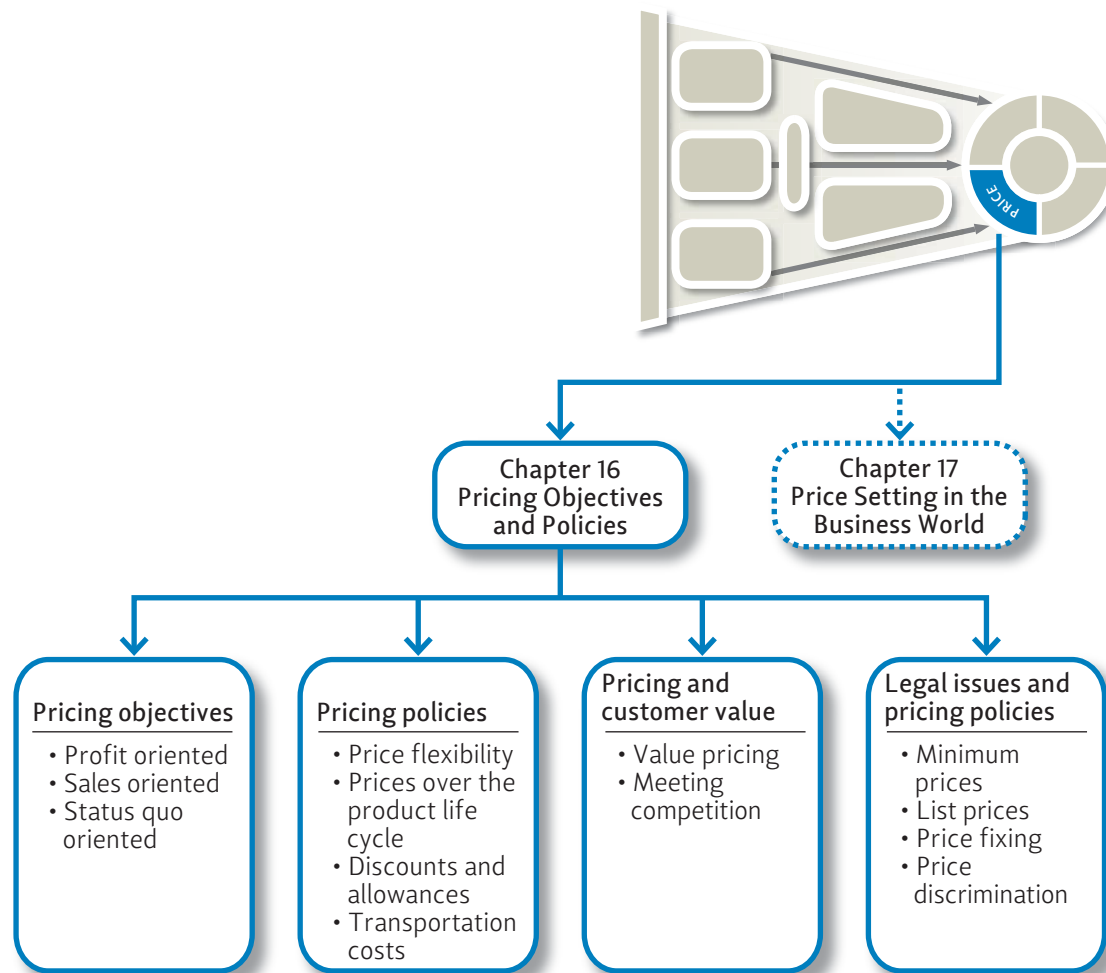 PRICE
Chapter 16
Pricing Objectives
and Policies
Chapter 17
Price Setting in the
Business World
Pricing objectives
• Profit oriented
• Sales oriented
• Status quo
oriented
Pricing policies
• Price flexibility
• Prices over the
product life
cycle
• Discounts and
allowances
• Transportation
costs
Pricing and
customer value
• Value pricing
• Meeting
competition
Legal issues and
pricing policies
• Minimum
prices
• List prices
• Price fixing
• Price
discrimination